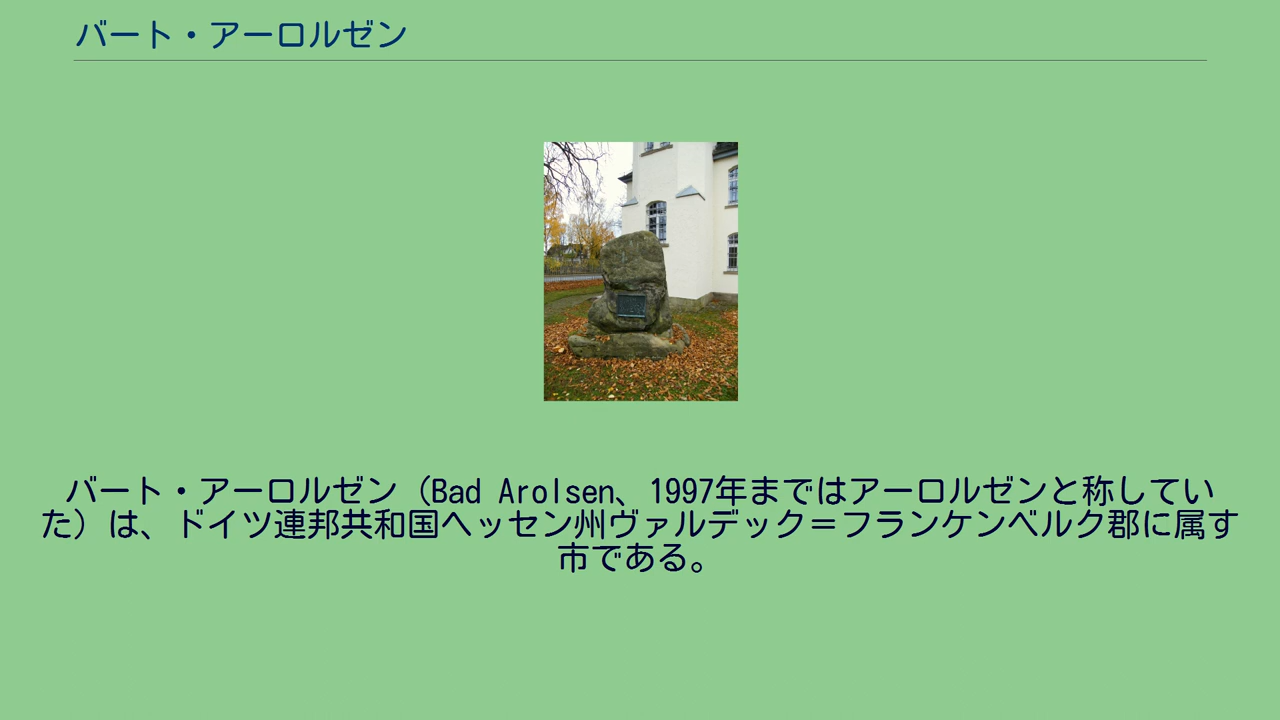 バート・アーロルゼン
バート・アーロルゼン（Bad Arolsen、1997年まではアーロルゼンと称してい
た）は、ドイツ連邦共和国ヘッセン州ヴァルデック＝フランケンベルク郡に属す
市である。